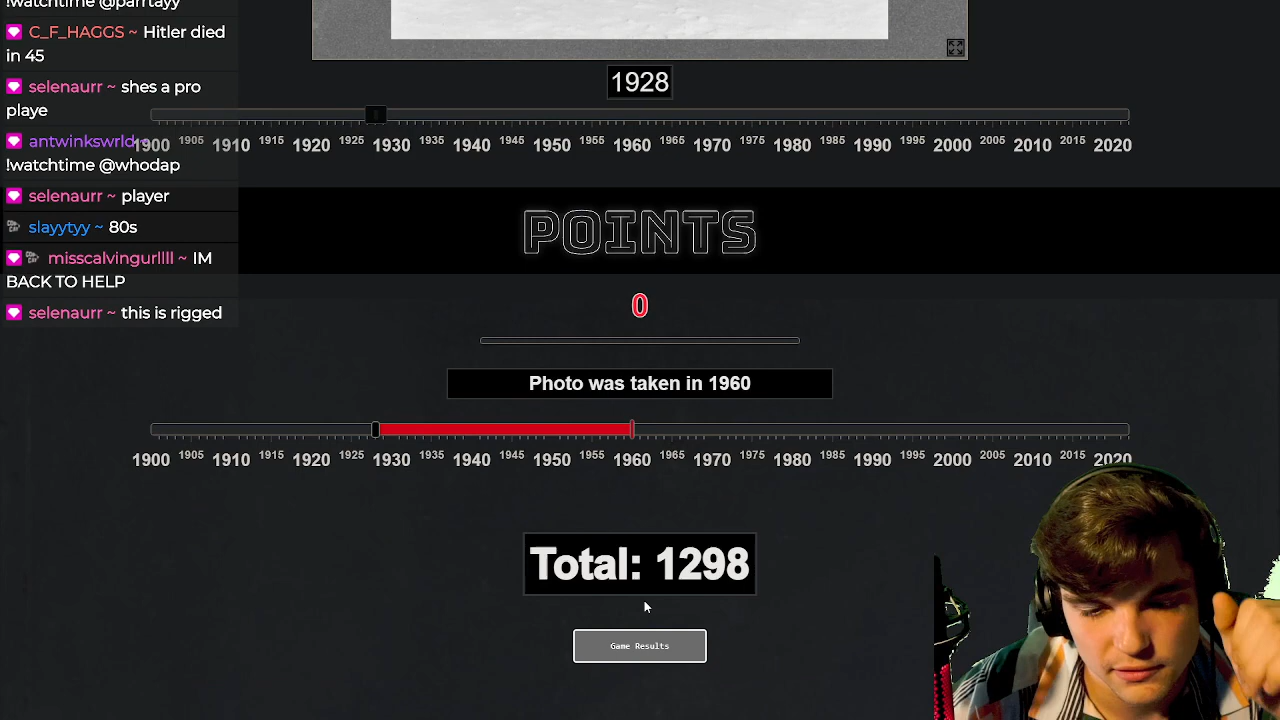 !watchtime @parrtayy
C_F_HAGGS ~ Hitler died
in 45
selenaurr ~ shes a pro
playe
antwinkswrld ~
!watchtime @whodap
selenaurr ~ player
slayytyy ~ 80s
misscalvingurllll ~ IM
BACK TO HELP
selenaurr ~ this is rigged
1928
1900 1905 1910 1915 1920 1925 1930 1935 1940 1945 1950 1955 1960 1965 1970 1975 1980 1985 1990 1995 2000 2005 2010 2015 2020
POINTS
0
Photo was taken in 1960
1900 1905 1910 1915 1920 1925 1930 1935 1940 1945 1950 1955 1960 1965 1970 1975 1980 1985 1990 1995 2000 2005 2010 2015 2020
Total: 1298
Game Results